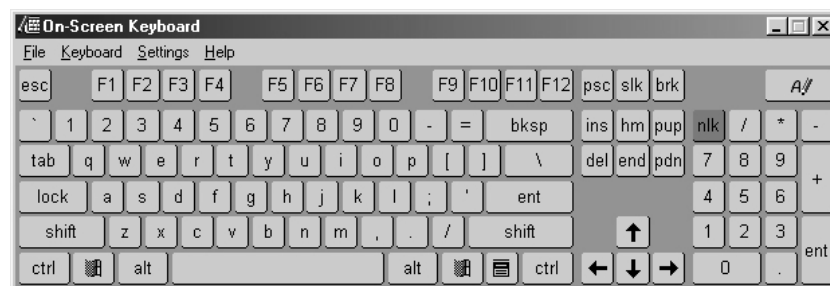 On-Screen Keyboard
File Keyboard Settings Help
esc F1 F2 F3 F4 F5 F6 F7 F8 F9 F10 F11 F12 psc slk brk
` 1 2 3 4 5 6 7 8 9 0 - = bksp ins hm pup nlk / * -
tab q w e r t y u i o p [ ] \ del end pdn 7 8 9 +
lock a s d f g h j k l ; ' ent 4 5 6
shift z x c v b n m , . / shift ↑ 1 2 3 ent
ctrl alt alt ctrl ← ↓ → 0 .